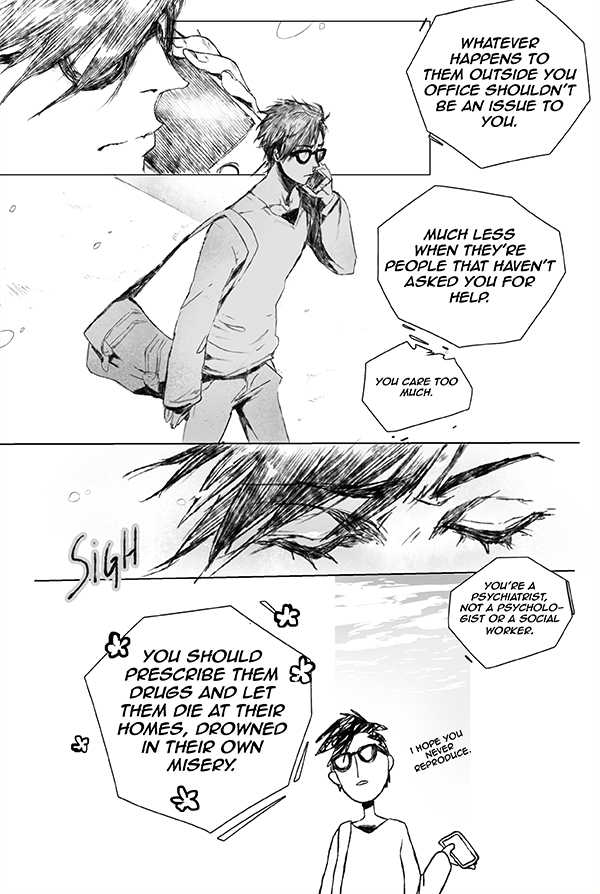 WHATEVER
HAPPENS TO
THEM OUTSIDE YOU
OFFICE SHOULDN'T
BE AN ISSUE TO
YOU.
MUCH LESS
WHEN THEY'RE
PEOPLE THAT HAVEN'T
ASKED YOU FOR
HELP.
YOU CARE TOO
MUCH.
SIGH
YOU'RE A
PSYCHIATRIST,
NOT A PSYCHOLO-
GIST OR A SOCIAL
WORKER.
YOU SHOULD
PRESCRIBE THEM
DRUGS AND LET
THEM DIE AT THEIR
HOMES, DROWNED
IN THEIR OWN
MISERY.
I HOPE YOU
NEVER
REPRODUCE.